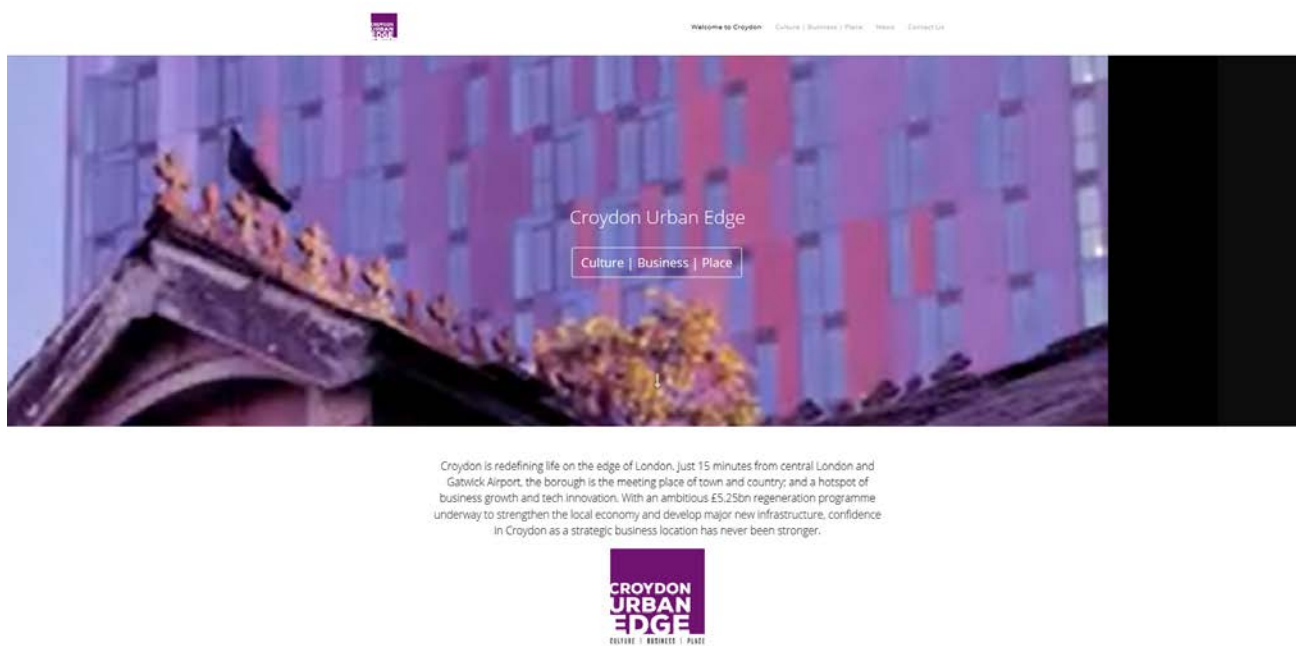 CROYDON
URBAN
EDGE
Welcome to Croydon Culture | Business | Place News Contact Us
Croydon Urban Edge
Culture | Business | Place
Croydon is redefining life on the edge of London. Just 15 minutes from central London and
Gatwick Airport, the borough is the meeting place of town and country; and a hotspot of
business growth and tech innovation. With an ambitious £5.25bn regeneration programme
underway to strengthen the local economy and develop major new infrastructure, confidence
in Croydon as a strategic business location has never been stronger.
CROYDON
URBAN
EDGE
CULTURE | BUSINESS | PLACE